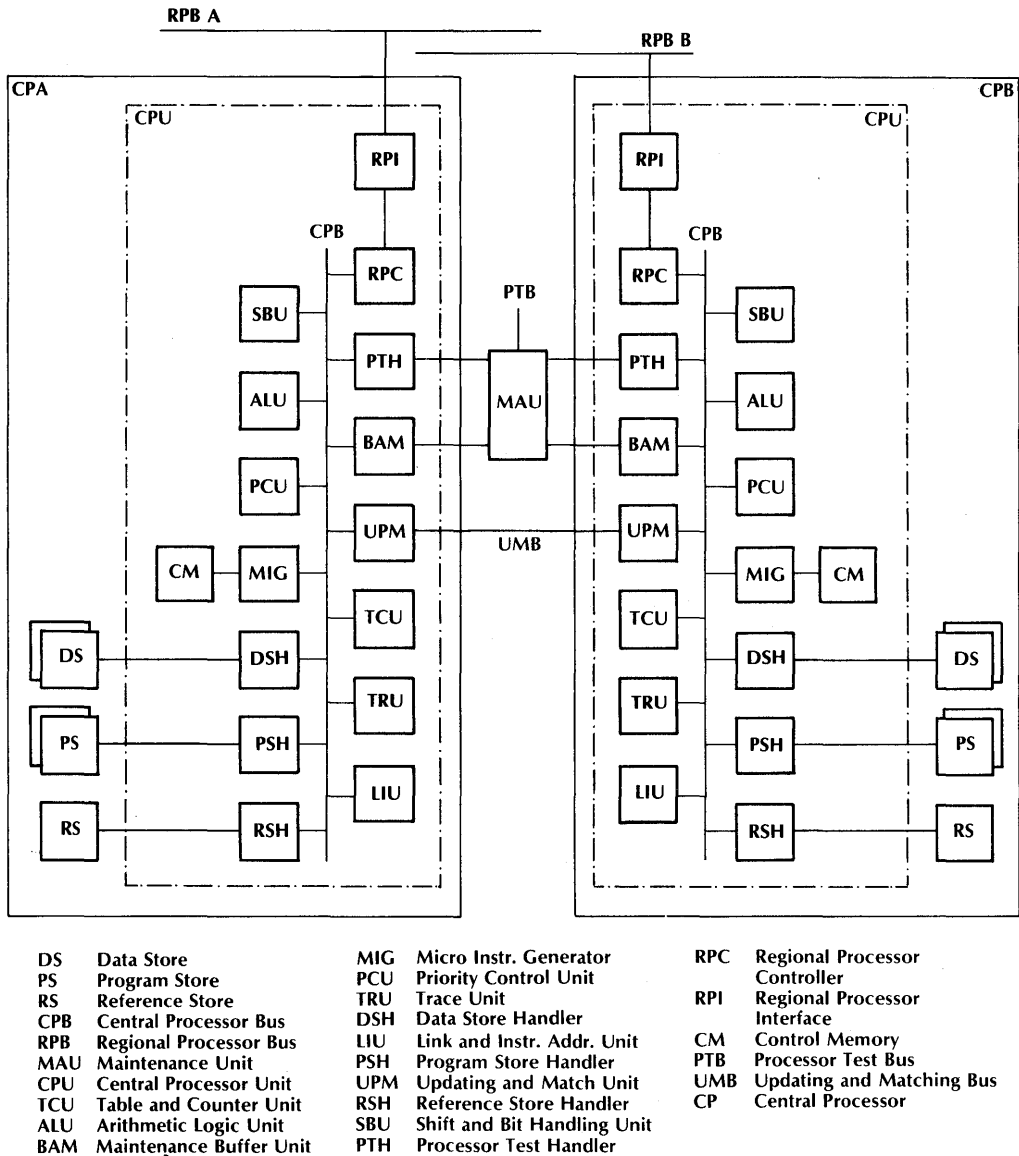 RPB A
RPB B
CPA
CPB
CPU
CPU
RPI
RPI
CPB
CPB
RPC
RPC
SBU
PTB
SBU
PTH
MAU
PTH
ALU
ALU
BAM
BAM
PCU
PCU
UPM
UMB
UPM
CM
MIG
MIG
CM
TCU
TCU
DS
DSH
DSH
DS
TRU
TRU
PS
PSH
PSH
PS
LIU
LIU
RS
RSH
RSH
RS
DS Data Store
PS Program Store
RS Reference Store
CPB Central Processor Bus
RPB Regional Processor Bus
MAU Maintenance Unit
CPU Central Processor Unit
TCU Table and Counter Unit
ALU Arithmetic Logic Unit
BAM Maintenance Buffer Unit
MIG Micro Instr. Generator
PCU Priority Control Unit
TRU Trace Unit
DSH Data Store Handler
LIU Link and Instr. Addr. Unit
PSH Program Store Handler
UPM Updating and Match Unit
RSH Reference Store Handler
SBU Shift and Bit Handling Unit
PTH Processor Test Handler
RPC Regional Processor
Controller
RPI Regional Processor
Interface
CM Control Memory
PTB Processor Test Bus
UMB Updating and Matching Bus
CP Central Processor